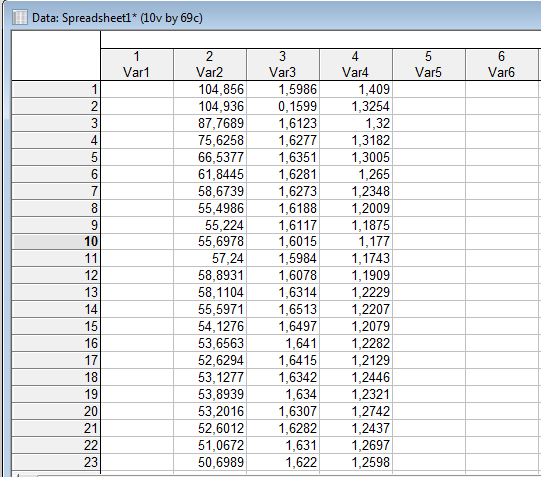 Data: Spreadsheet1* (10v by 69c)
1 2 3 4 5 6
Var1 Var2 Var3 Var4 Var5 Var6
1 104,856 1,5986 1,409
2 104,936 0,1599 1,3254
3 87,7689 1,6123 1,32
4 75,6258 1,6277 1,3182
5 66,5377 1,6351 1,3005
6 61,8445 1,6281 1,265
7 58,6739 1,6273 1,2348
8 55,4986 1,6188 1,2009
9 55,224 1,6117 1,1875
10 55,6978 1,6015 1,177
11 57,24 1,5984 1,1743
12 58,8931 1,6078 1,1909
13 58,1104 1,6314 1,2229
14 55,5971 1,6513 1,2207
15 54,1276 1,6497 1,2079
16 53,6563 1,641 1,2282
17 52,6294 1,6415 1,2129
18 53,1277 1,6342 1,2446
19 53,8939 1,634 1,2321
20 53,2016 1,6307 1,2742
21 52,6012 1,6282 1,2437
22 51,0672 1,631 1,2697
23 50,6989 1,622 1,2598